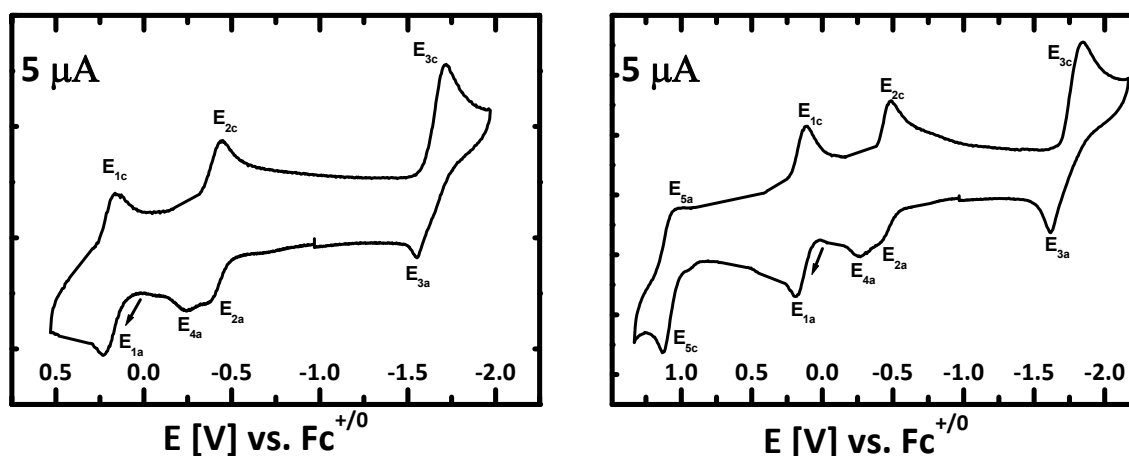 5 μA
E3c
E2c
E1c
E3a
E4a
E2a
E1a
0.5 0.0 -0.5 -1.0 -1.5 -2.0
E [V] vs. Fc+/0
5 μA
E3c
E2c
E1c
E5a
E3a
E4a
E2a
E1a
E5c
1.0 0.5 0.0 -0.5 -1.0 -1.5 -2.0
E [V] vs. Fc+/0